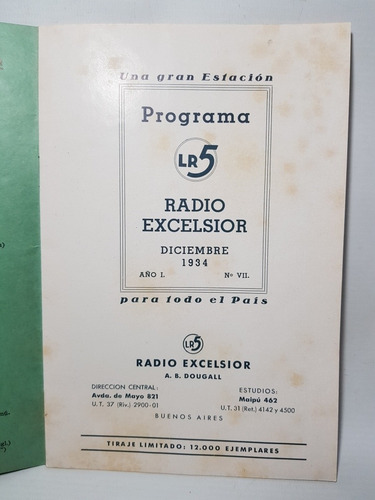 Una gran Estación
Programa
LR5
RADIO
EXCELSIOR
DICIEMBRE
1934
AÑO I. Nº VII.
para todo el País
LR5
RADIO EXCELSIOR
A. B. DOUGALL
DIRECCION CENTRAL:
Avda. de Mayo 821
U.T. 37 (Riv.) 2900-01
ESTUDIOS:
Maipú 462
U.T. 31 (Ret.) 4142 y 4500
BUENOS AIRES
TIRAJE LIMITADO: 12.000 EJEMPLARES